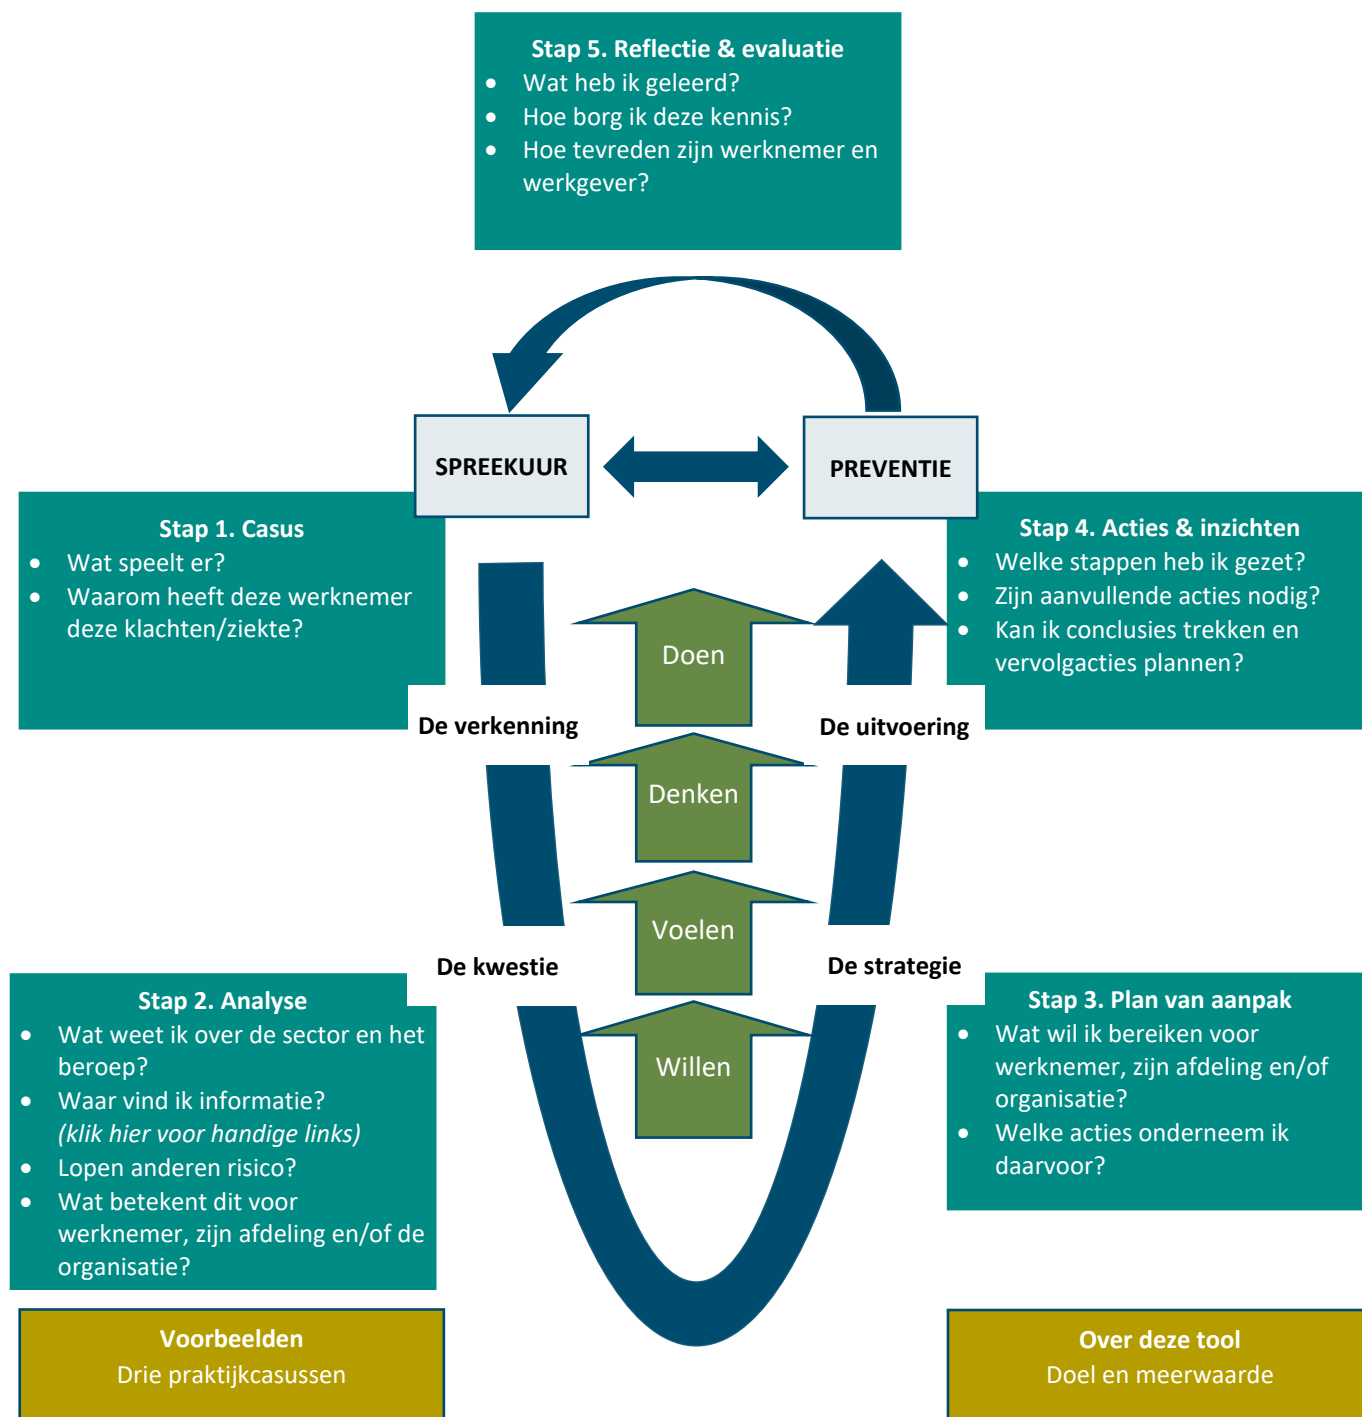 Stap 5. Reflectie & evaluatie
• Wat heb ik geleerd?
• Hoe borg ik deze kennis?
• Hoe tevreden zijn werknemer en
werkgever?
SPREEKUUR
PREVENTIE
Stap 1. Casus
• Wat speelt er?
• Waarom heeft deze werknemer
deze klachten/ziekte?
Stap 4. Acties & inzichten
• Welke stappen heb ik gezet?
• Zijn aanvullende acties nodig?
• Kan ik conclusies trekken en
vervolgacties plannen?
Doen
De verkenning
De uitvoering
Denken
Voelen
De kwestie
De strategie
Willen
Stap 2. Analyse
• Wat weet ik over de sector en het
beroep?
• Waar vind ik informatie?
(klik hier voor handige links)
• Lopen anderen risico?
• Wat betekent dit voor
werknemer, zijn afdeling en/of de
organisatie?
Stap 3. Plan van aanpak
• Wat wil ik bereiken voor
werknemer, zijn afdeling en/of
organisatie?
• Welke acties onderneem ik
daarvoor?
Voorbeelden
Drie praktijkcasussen
Over deze tool
Doel en meerwaarde